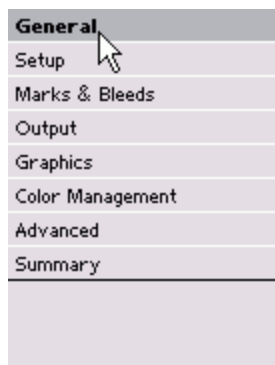 General
Setup
Marks & Bleeds
Output
Graphics
Color Management
Advanced
Summary